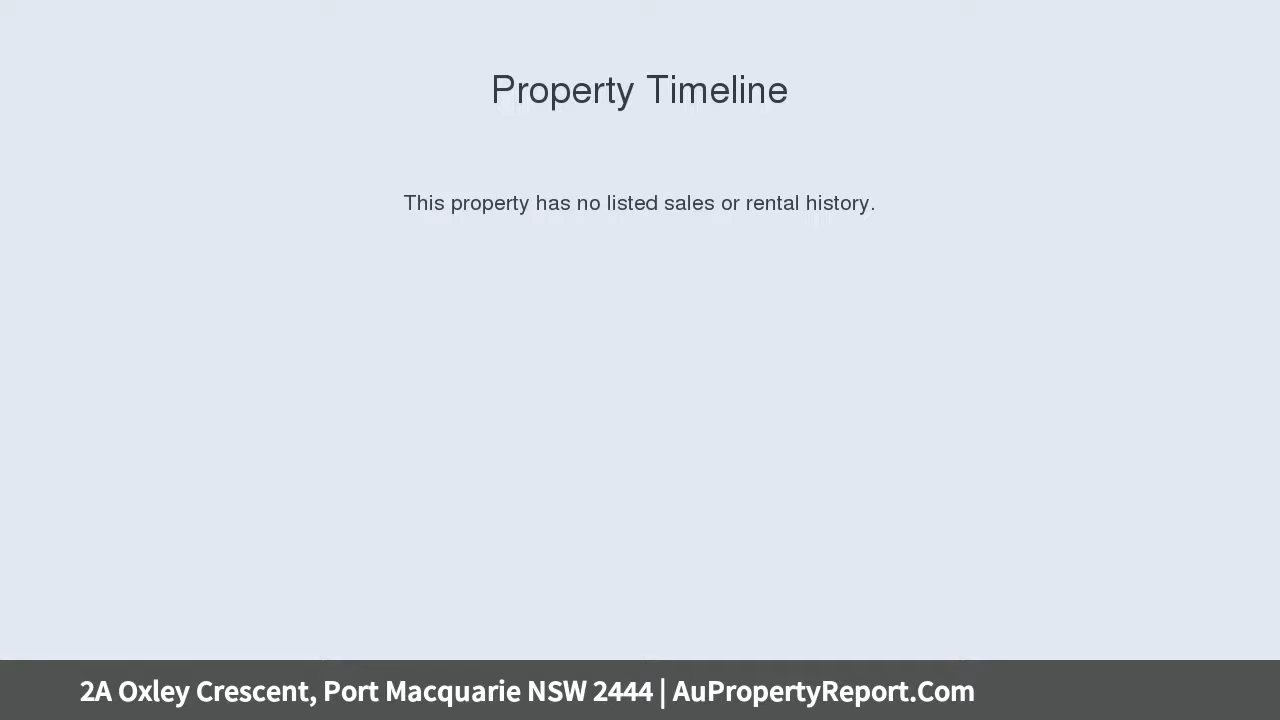 Property Timeline
This property has no listed sales or rental history.
2A Oxley Crescent, Port Macquarie NSW 2444 | AuPropertyReport.Com